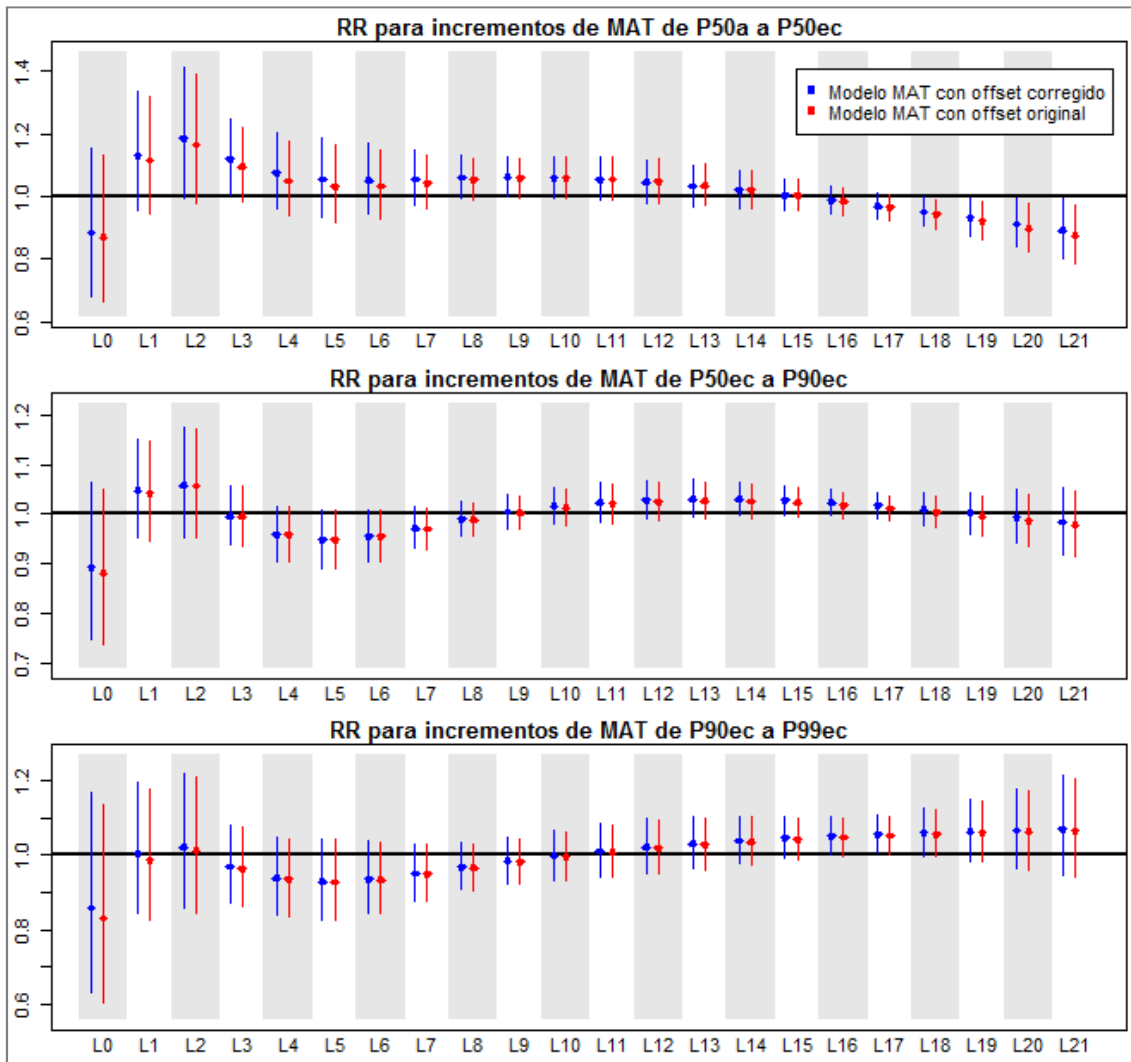 RR para incrementos de MAT de P50a a P50ec
1.4
1.2
1.0
0.8
0.6
Modelo MAT con offset corregido
Modelo MAT con offset original
L0 L1 L2 L3 L4 L5 L6 L7 L8 L9 L10 L11 L12 L13 L14 L15 L16 L17 L18 L19 L20 L21
RR para incrementos de MAT de P50ec a P90ec
1.2
1.1
1.0
0.9
0.8
0.7
L0 L1 L2 L3 L4 L5 L6 L7 L8 L9 L10 L11 L12 L13 L14 L15 L16 L17 L18 L19 L20 L21
RR para incrementos de MAT de P90ec a P99ec
1.2
1.0
0.8
0.6
L0 L1 L2 L3 L4 L5 L6 L7 L8 L9 L10 L11 L12 L13 L14 L15 L16 L17 L18 L19 L20 L21